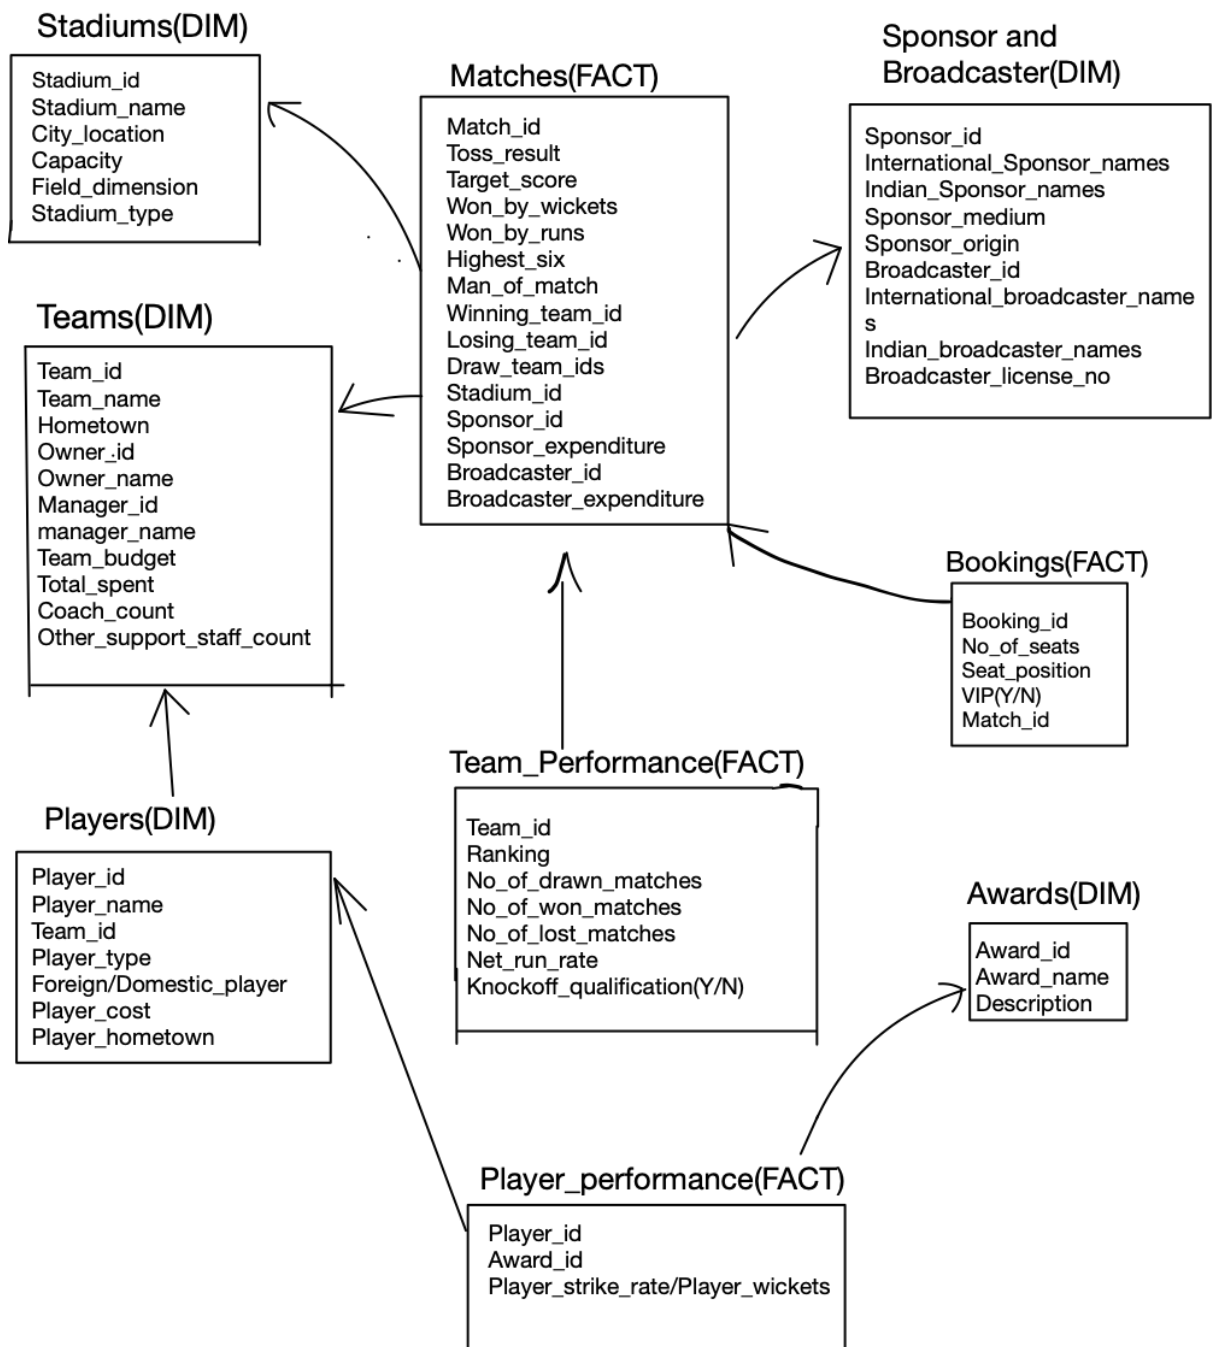 Stadiums(DIM)
Stadium_id
Stadium_name
City_location
Capacity
Field_dimension
Stadium_type
Matches(FACT)
Match_id
Toss_result
Target_score
Won_by_wickets
Won_by_runs
Highest_six
Man_of_match
Winning_team_id
Losing_team_id
Draw_team_ids
Stadium_id
Sponsor_id
Sponsor_expenditure
Broadcaster_id
Broadcaster_expenditure
Sponsor and
Broadcaster(DIM)
Sponsor_id
International_Sponsor_names
Indian_Sponsor_names
Sponsor_medium
Sponsor_origin
Broadcaster_id
International_broadcaster_name
s
Indian_broadcaster_names
Broadcaster_license_no
Teams(DIM)
Team_id
Team_name
Hometown
Owner_id
Owner_name
Manager_id
manager_name
Team_budget
Total_spent
Coach_count
Other_support_staff_count
Bookings(FACT)
Booking_id
No_of_seats
Seat_position
VIP(Y/N)
Match_id
Players(DIM)
Player_id
Player_name
Team_id
Player_type
Foreign/Domestic_player
Player_cost
Player_hometown
Team_Performance(FACT)
Team_id
Ranking
No_of_drawn_matches
No_of_won_matches
No_of_lost_matches
Net_run_rate
Knockoff_qualification(Y/N)
Awards(DIM)
Award_id
Award_name
Description
Player_performance(FACT)
Player_id
Award_id
Player_strike_rate/Player_wickets